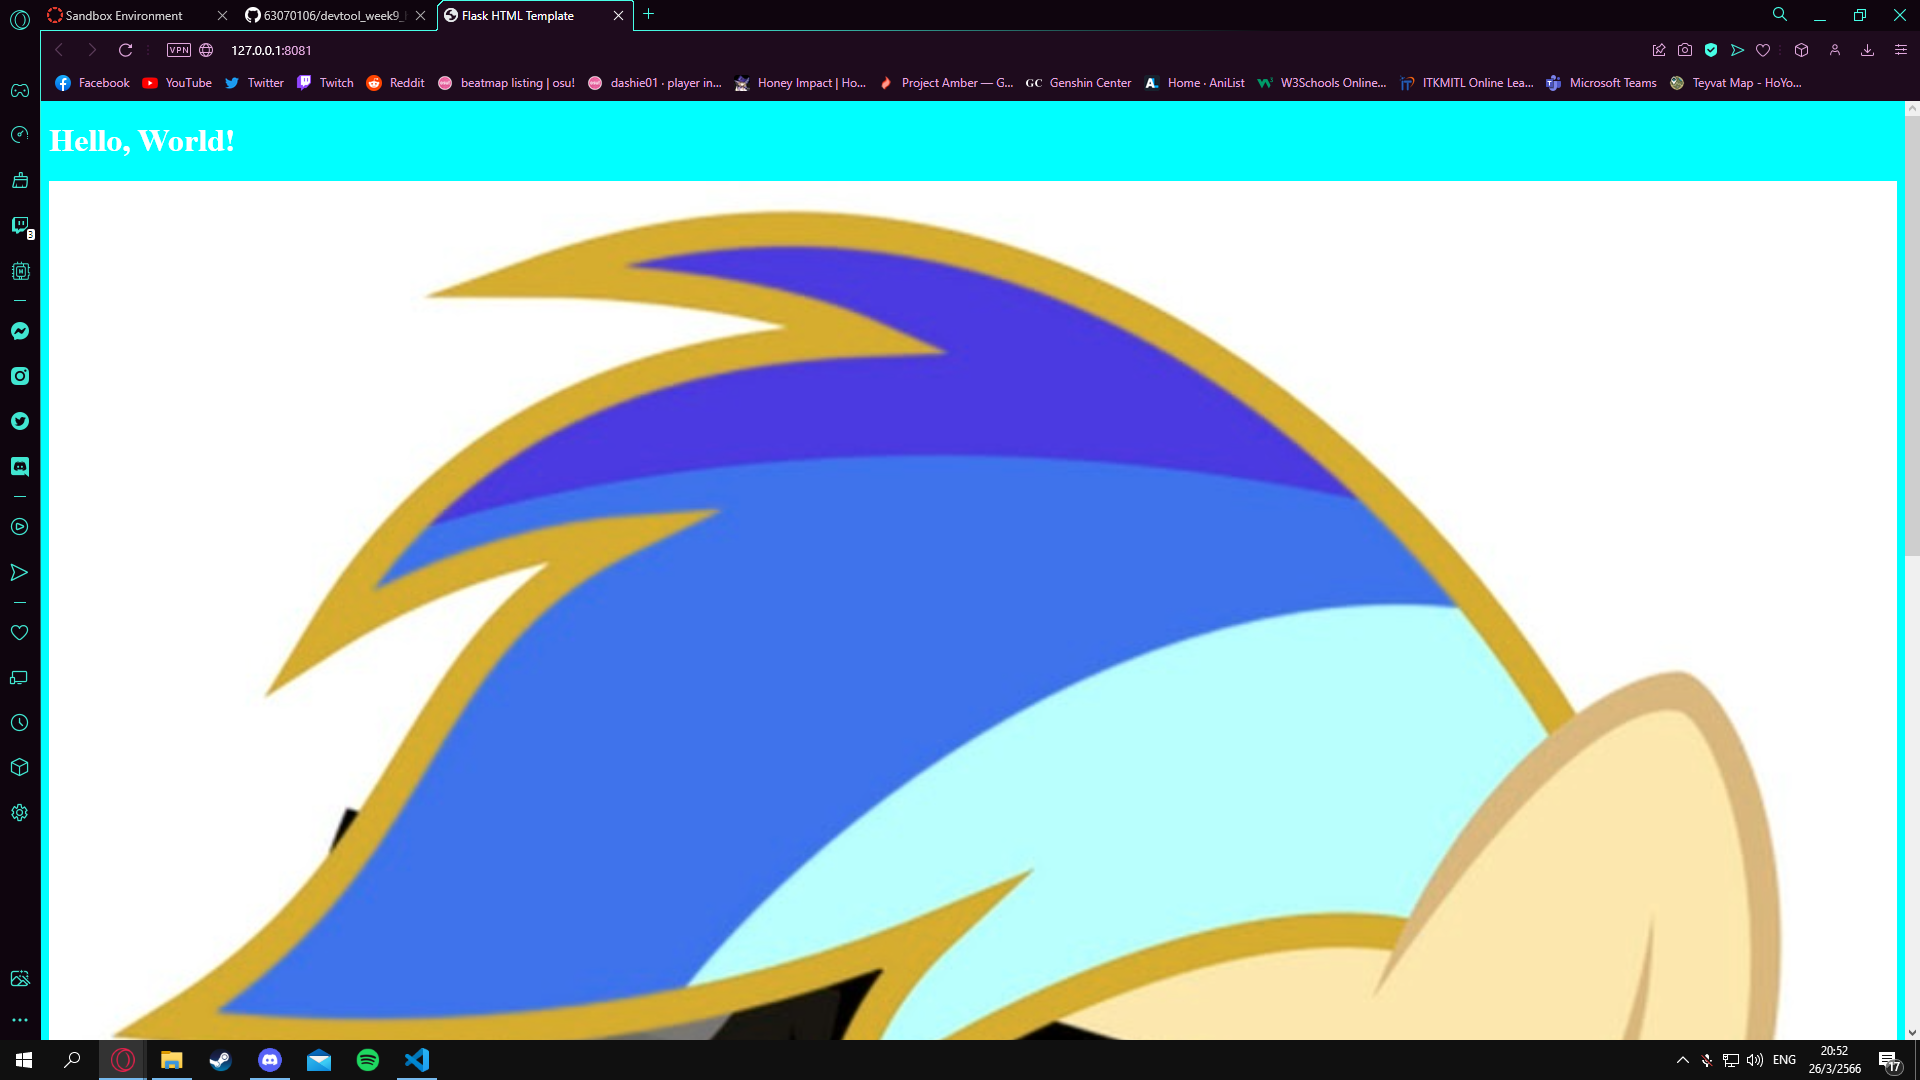 Sandbox Environment
63070106/devtool_week9_
Flask HTML Template
VPN
127.0.0.1:8081
Facebook
YouTube
Twitter
Twitch
Reddit
beatmap listing | osu!
dashie01 · player in...
Honey Impact | Ho...
Project Amber — G...
GC Genshin Center
Home · AniList
W3Schools Online...
ITKMITL Online Lea...
Microsoft Teams
Teyvat Map - HoYo...
Hello, World!
3
ENG
20:52
26/3/2566
17